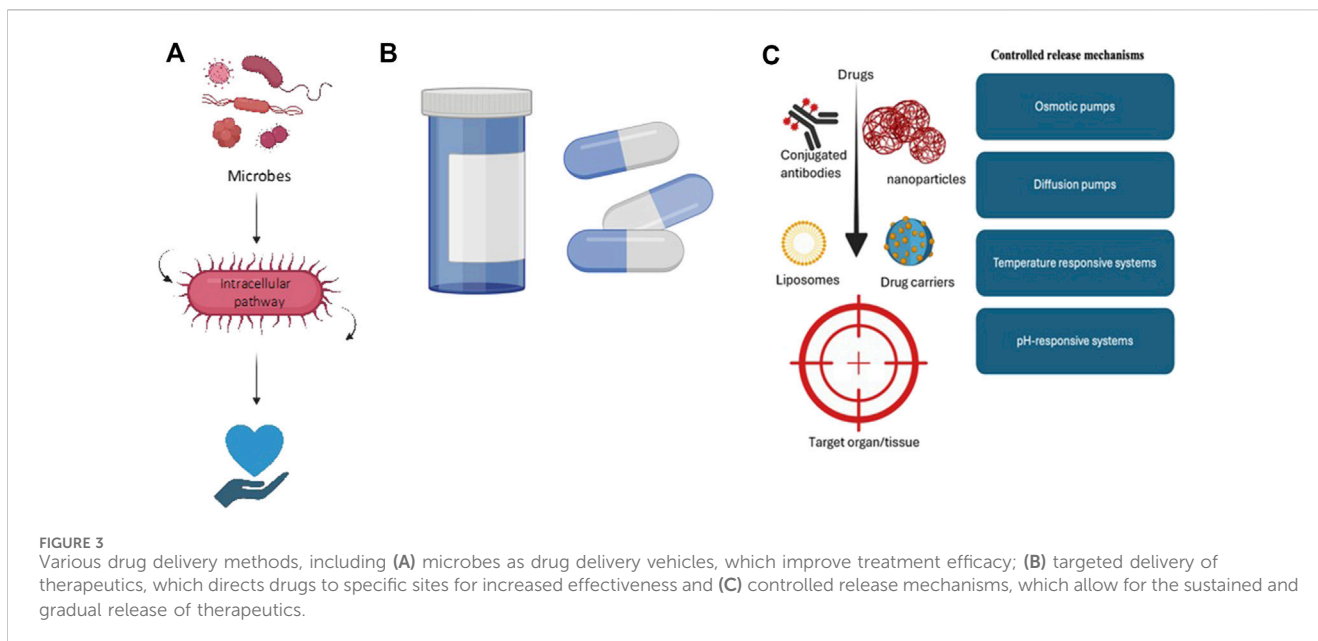 A
Microbes
Intracellular
pathway
B
C
Drugs
Conjugated
antibodies
nanoparticles
Liposomes
Drug carriers
Target organ/tissue
Controlled release mechanisms
Osmotic pumps
Diffusion pumps
Temperature responsive systems
pH-responsive systems
FIGURE 3
Various drug delivery methods, including (A) microbes as drug delivery vehicles, which improve treatment efficacy; (B) targeted delivery of
therapeutics, which directs drugs to specific sites for increased effectiveness and (C) controlled release mechanisms, which allow for the sustained and
gradual release of therapeutics.